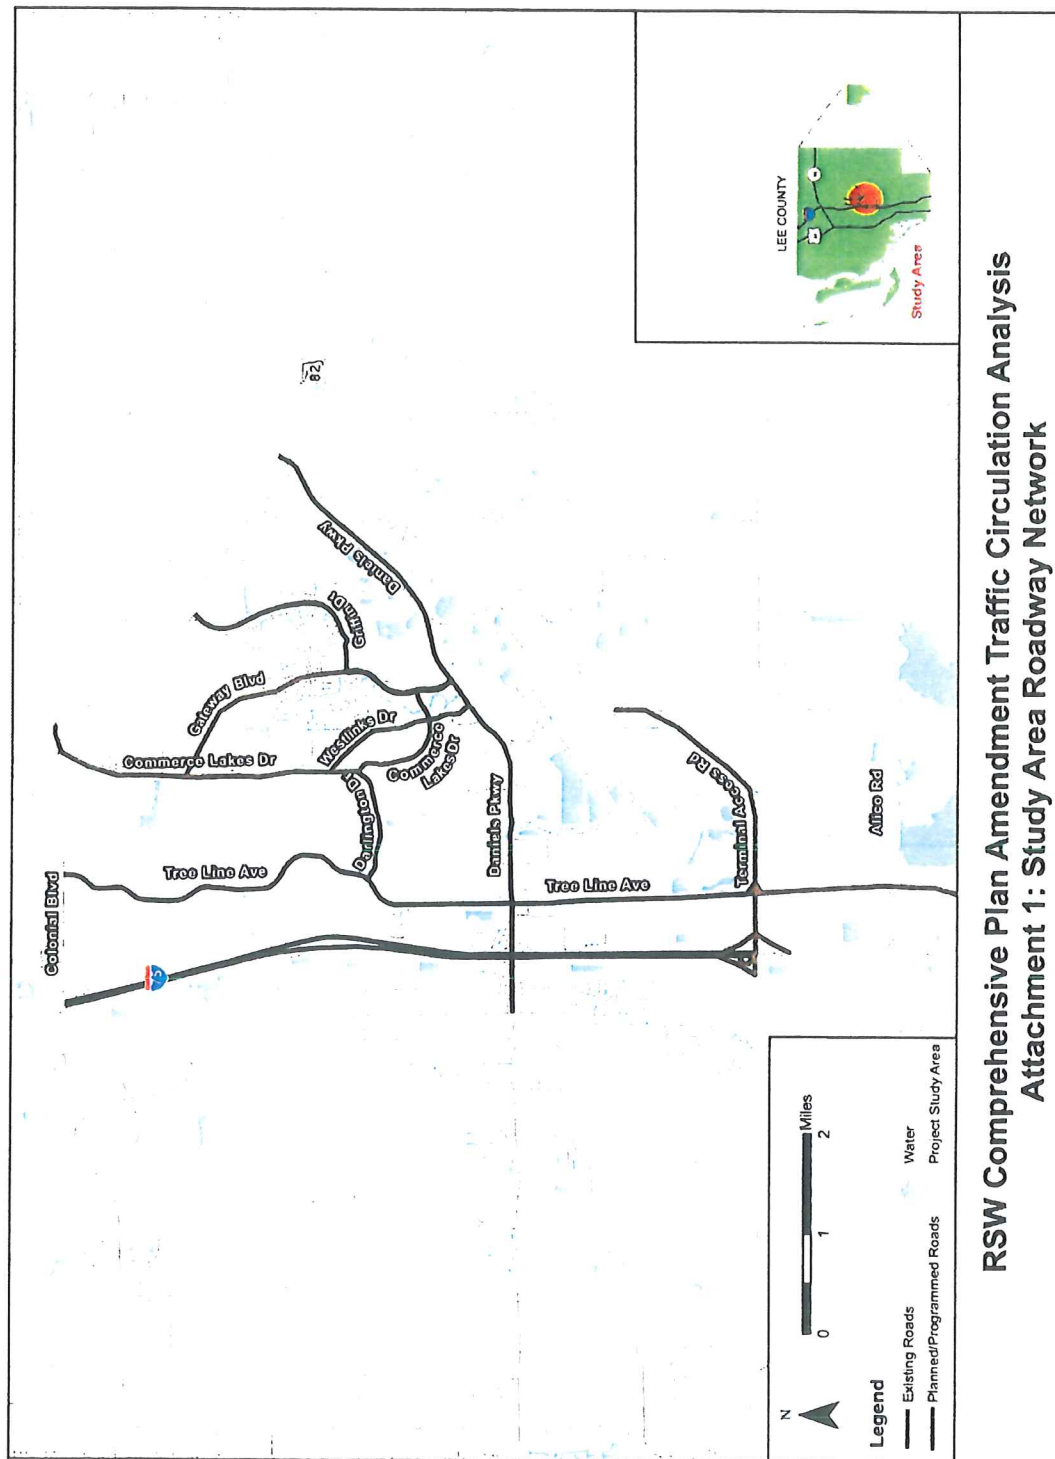 Colonial Blvd
75
Tree Line Ave
Commerce Lakes Dr
Gateway Blvd
Griffin Dr
Darlington Dr
Westlinks Dr
Commerce
Lakes Dr
Daniels Pkwy
82
Daniels Pkwy
Tree Line Ave
Terminal Access Rd
Alico Rd
LEE COUNTY
Study Area
N
0
1
2
Miles
Legend
Existing Roads
Planned/Programmed Roads
Water
Project Study Area
RSW Comprehensive Plan Amendment Traffic Circulation Analysis
Attachment 1: Study Area Roadway Network